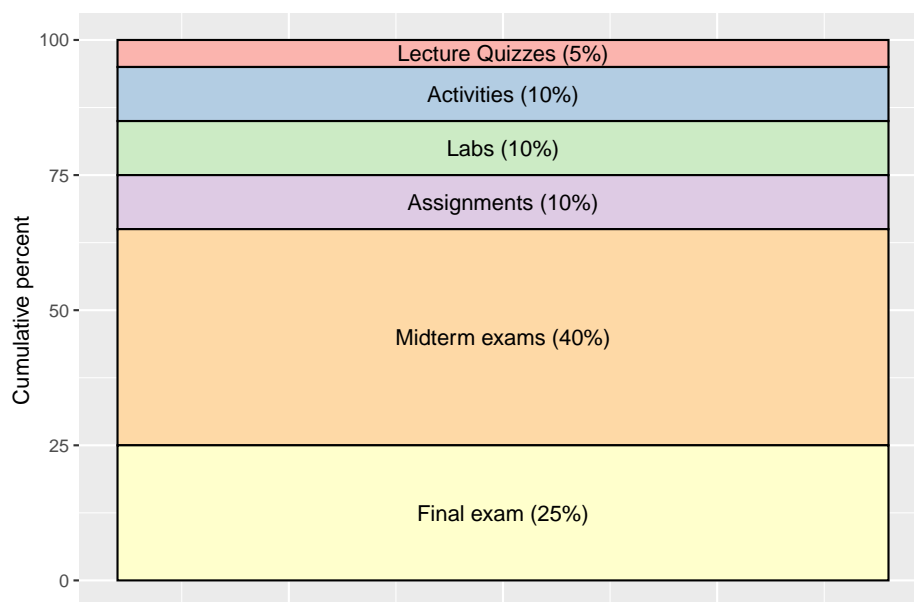 100
Lecture Quizzes (5%)
Activities (10%)
Labs (10%)
75
Assignments (10%)
Cumulative percent
50
Midterm exams (40%)
25
Final exam (25%)
0